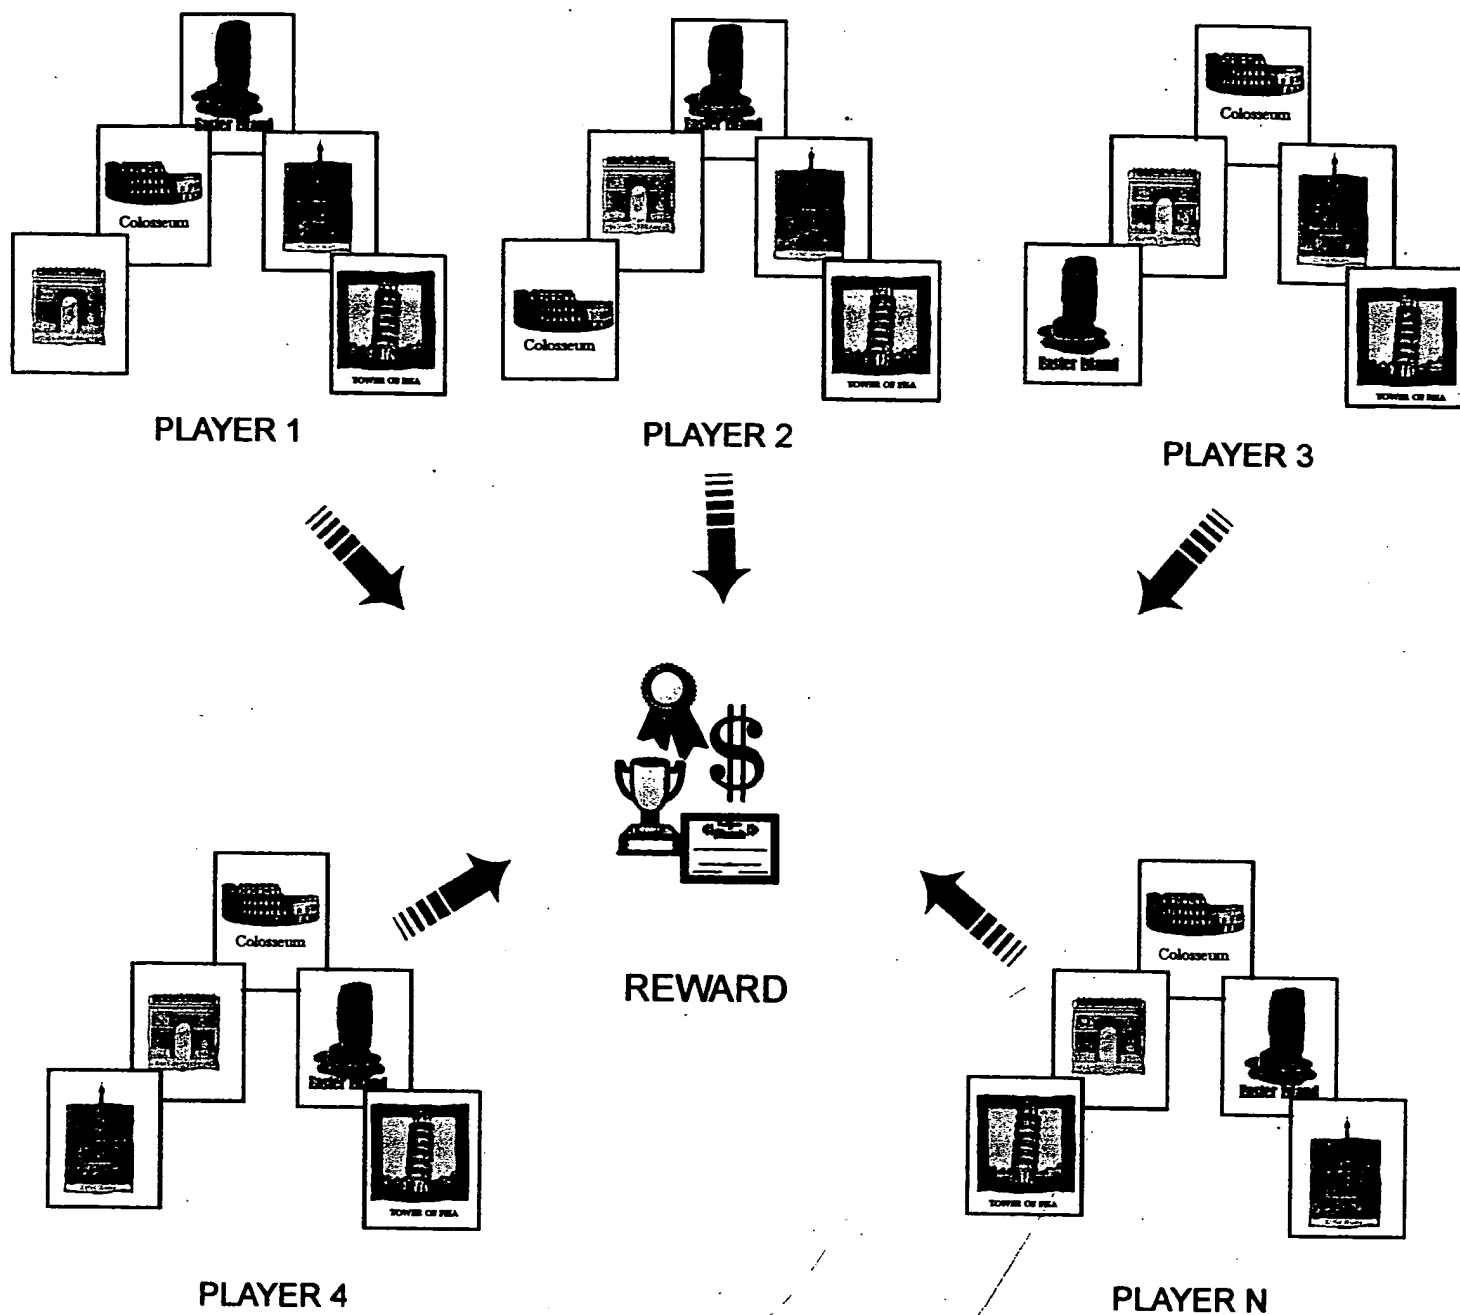 Easter Island
Easter Island
Colosseum
Colosseum
Colosseum
Easter Island
TOWER OF PISA
TOWER OF PISA
TOWER OF PISA
PLAYER 1
PLAYER 2
PLAYER 3
$
Colosseum
Colosseum
REWARD
Easter Island
Easter Island
TOWER OF PISA
TOWER OF PISA
PLAYER 4
PLAYER N